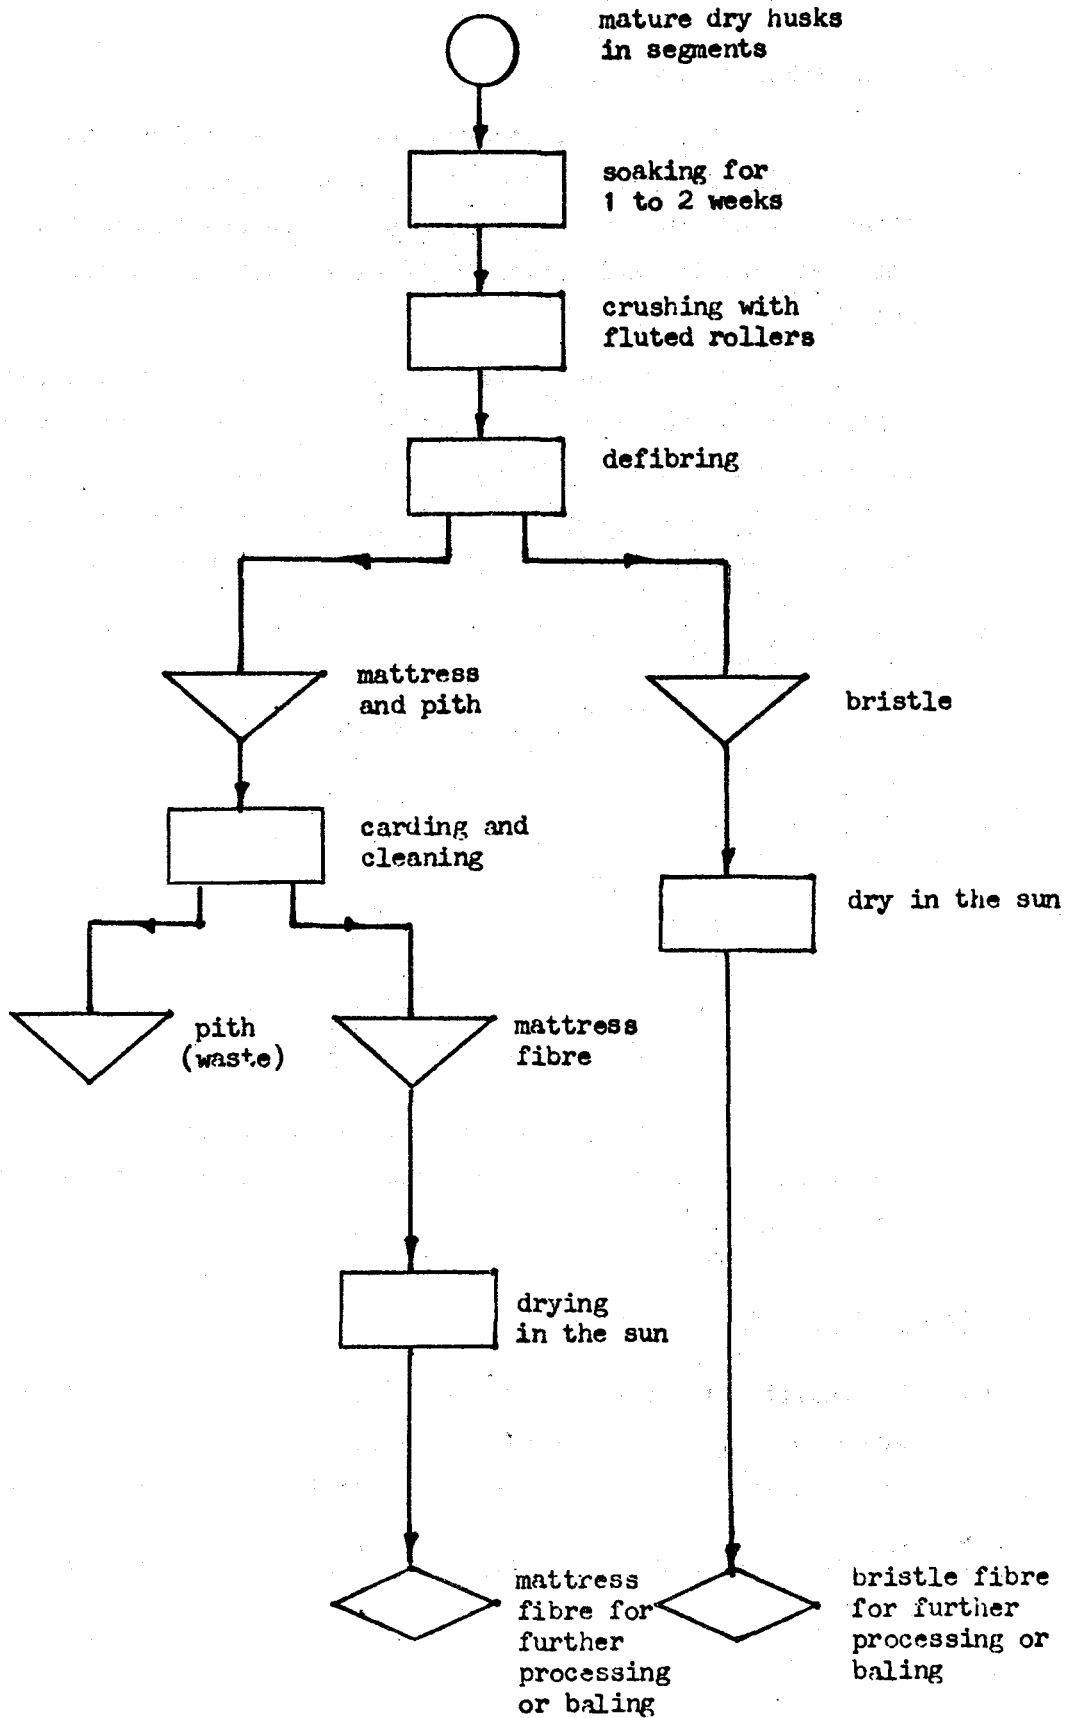 mature dry husks
in segments
soaking for
1 to 2 weeks
crushing with
fluted rollers
defibring
mattress
and pith
bristle
carding and
cleaning
dry in the sun
pith
(waste)
mattress
fibre
drying
in the sun
mattress
fibre for
further
processing
or baling
bristle fibre
for further
processing or
baling